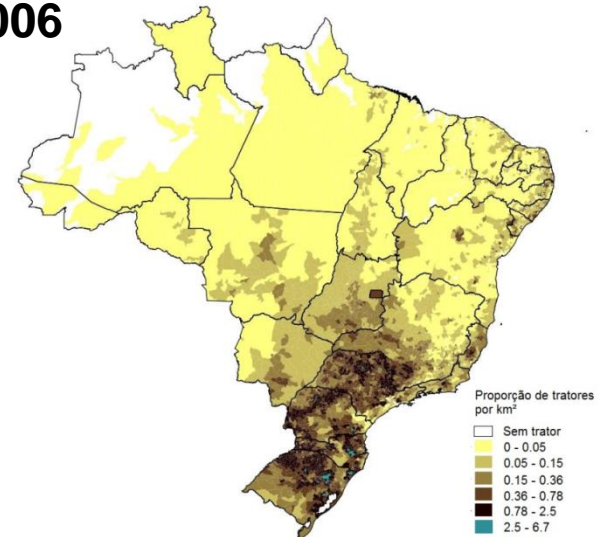 006
Proporção de tratores
por km²
Sem trator
0 - 0.05
0.05 - 0.15
0.15 - 0.36
0.36 - 0.78
0.78 - 2.5
2.5 - 6.7